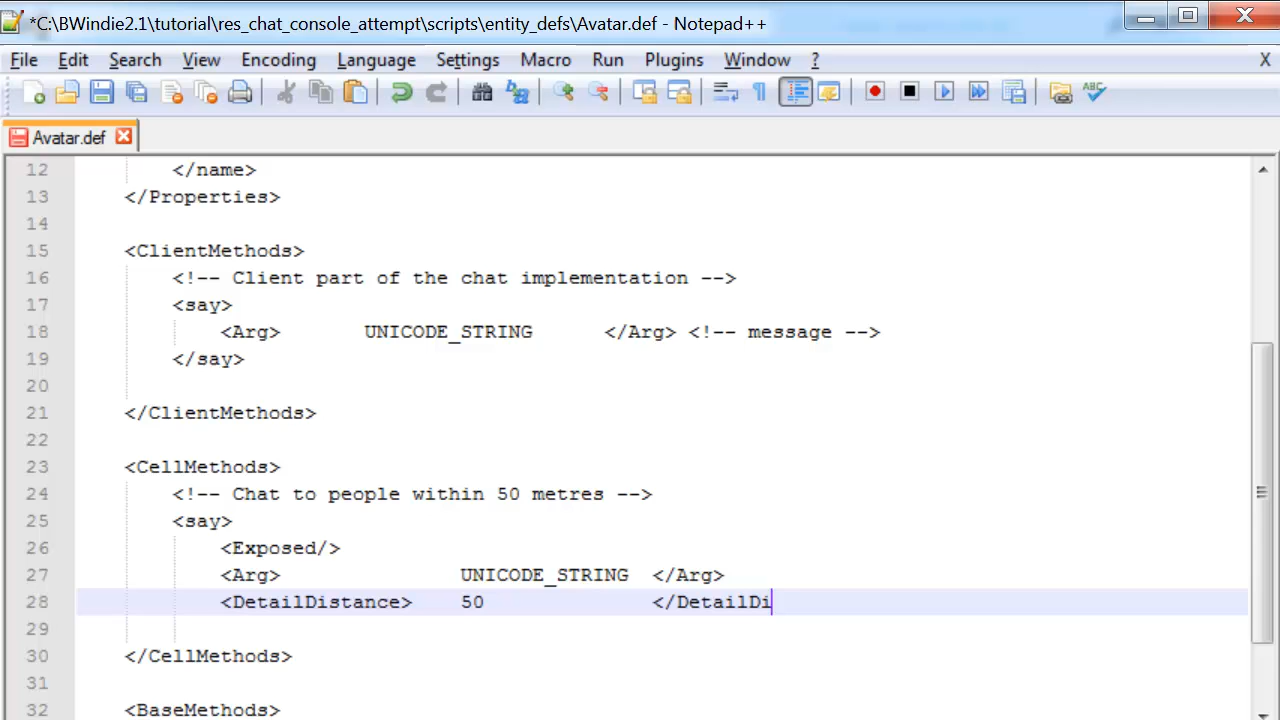 *C:\BWindie2.1\tutorial\res_chat_console_attempt\scripts\entity_defs\Avatar.def - Notepad++
File Edit Search View Encoding Language Settings Macro Run Plugins Window ? X
ABC
Avatar.def
12 </name>
13 </Properties>
14
15 <ClientMethods>
16 <!-- Client part of the chat implementation -->
17 <say>
18 <Arg> UNICODE_STRING </Arg> <!-- message -->
19 </say>
20
21 </ClientMethods>
22
23 <CellMethods>
24 <!-- Chat to people within 50 metres -->
25 <say>
26 <Exposed/>
27 <Arg> UNICODE_STRING </Arg>
28 <DetailDistance> 50 </DetailDi
29
30 </CellMethods>
31
32 <BaseMethods>